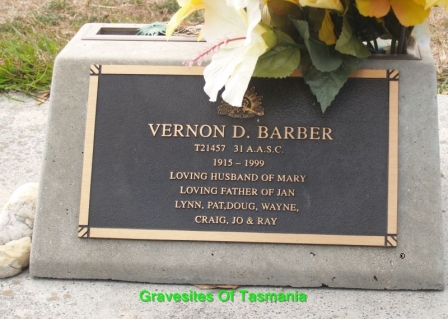 VERNON D. BARBER
T21457 31 A.A.S.C.
1915 – 1999
LOVING HUSBAND OF MARY
LOVING FATHER OF JAN
LYNN, PAT,DOUG, WAYNE,
CRAIG, JO & RAY
Gravesites Of Tasmania